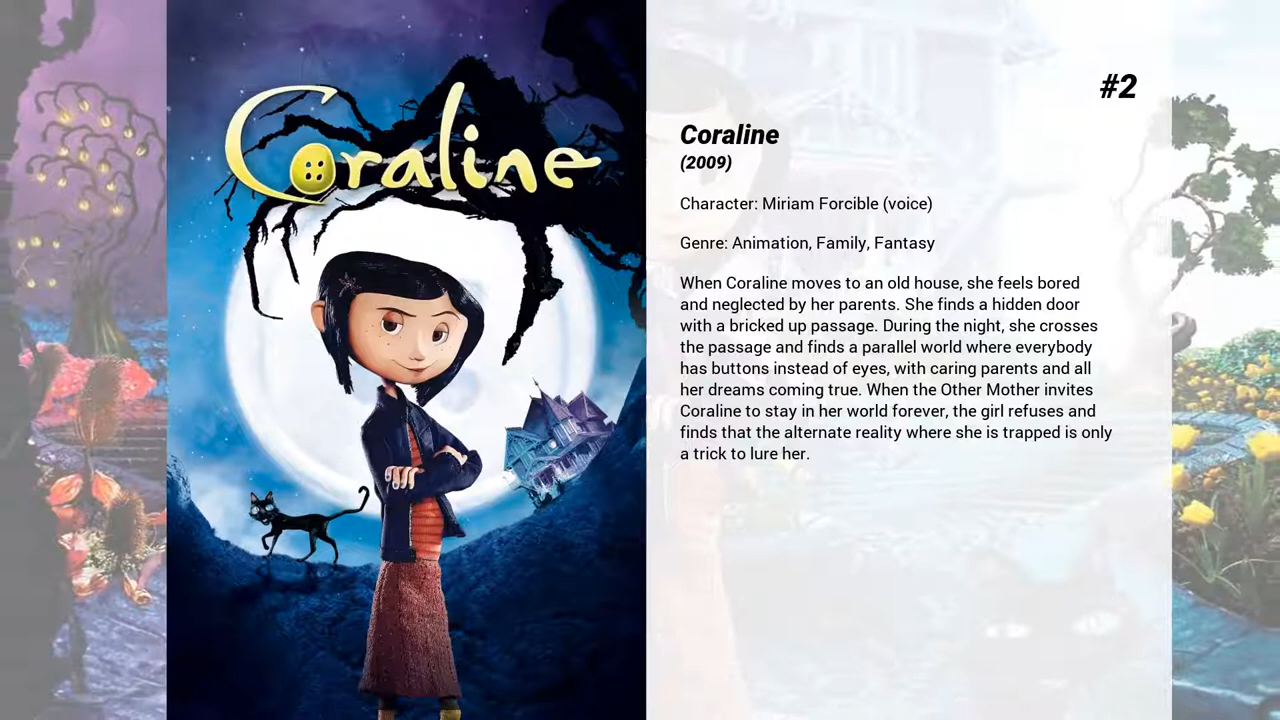 Coraline
#2
Coraline
(2009)
Character: Miriam Forcible (voice)
Genre: Animation, Family, Fantasy
When Coraline moves to an old house, she feels bored
and neglected by her parents. She finds a hidden door
with a bricked up passage. During the night, she crosses
the passage and finds a parallel world where everybody
has buttons instead of eyes, with caring parents and all
her dreams coming true. When the Other Mother invites
Coraline to stay in her world forever, the girl refuses and
finds that the alternate reality where she is trapped is only
a trick to lure her.